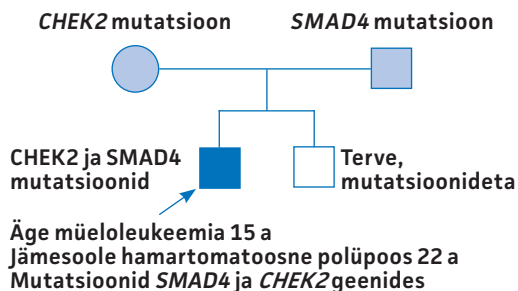 CHEK2 mutatsioon
SMAD4 mutatsioon
CHEK2 ja SMAD4
mutatsioonid
Terve,
mutatsioonideta
Äge müeloleukeemia 15 a
Jämesoole hamartomatoosne polüpoos 22 a
Mutatsioonid SMAD4 ja CHEK2 geenides